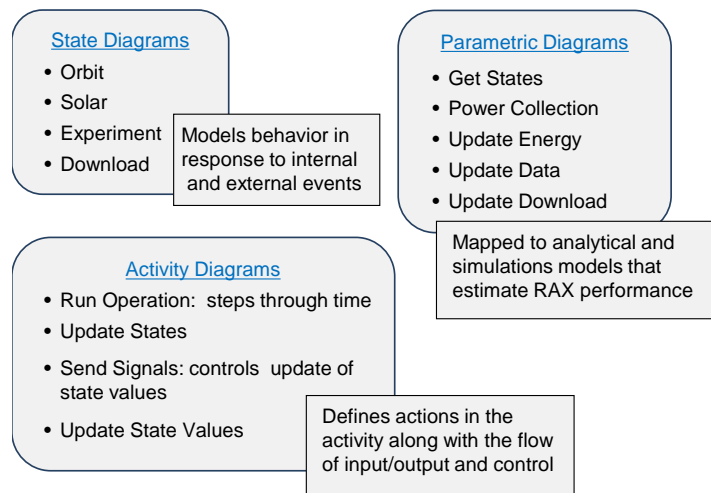 State Diagrams
• Orbit
• Solar
• Experiment
• Download
Models behavior in
response to internal
and external events
Parametric Diagrams
• Get States
• Power Collection
• Update Energy
• Update Data
• Update Download
Mapped to analytical and
simulations models that
estimate RAX performance
Activity Diagrams
• Run Operation: steps through time
• Update States
• Send Signals: controls update of
state values
• Update State Values
Defines actions in the
activity along with the flow
of input/output and control